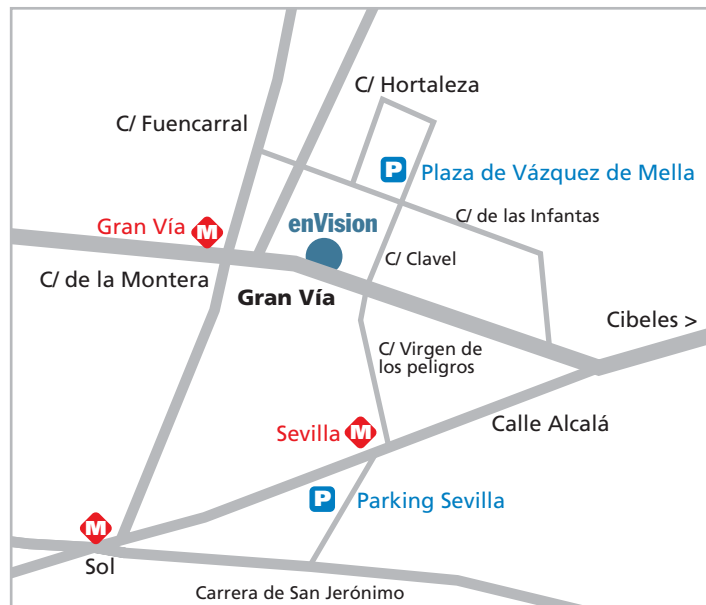 C/ Hortaleza
C/ Fuencarral
P Plaza de Vázquez de Mella
Gran Vía M
enVision
C/ de las Infantas
C/ de la Montera
C/ Clavel
Gran Vía
Cibeles >
C/ Virgen de
los peligros
Calle Alcalá
Sevilla M
P Parking Sevilla
M
Sol
Carrera de San Jerónimo